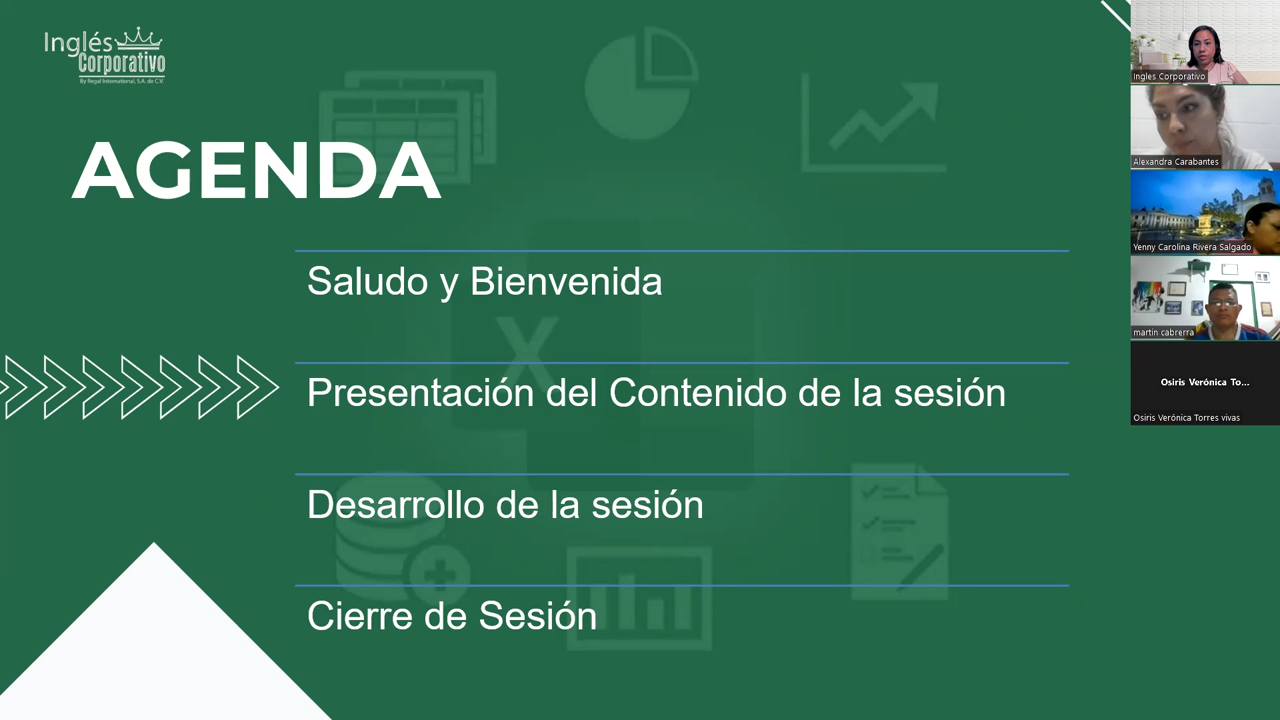 Inglés
Corporativo
By Regal International, S.A. de C.V.
AGENDA
Saludo y Bienvenida
Presentación del Contenido de la sesión
Desarrollo de la sesión
Cierre de Sesión
X
Ingles Corporativo
Alexandra Carabantes
Yenny Carolina Rivera Salgado
martin cabrerra
Osiris Verónica To...
Osiris Verónica Torres vivas